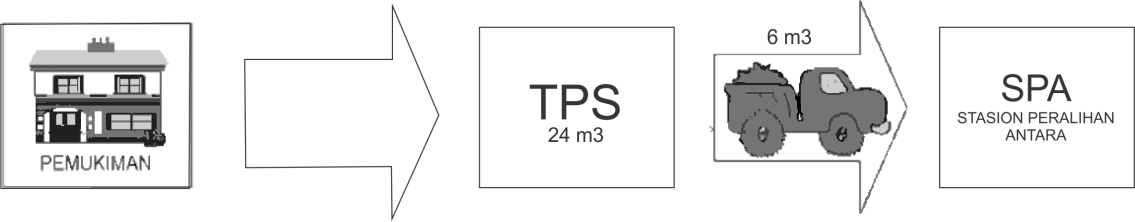 PEMUKIMAN
TPS
24 m3
6 m3
SPA
STASION PERALIHAN
ANTARA